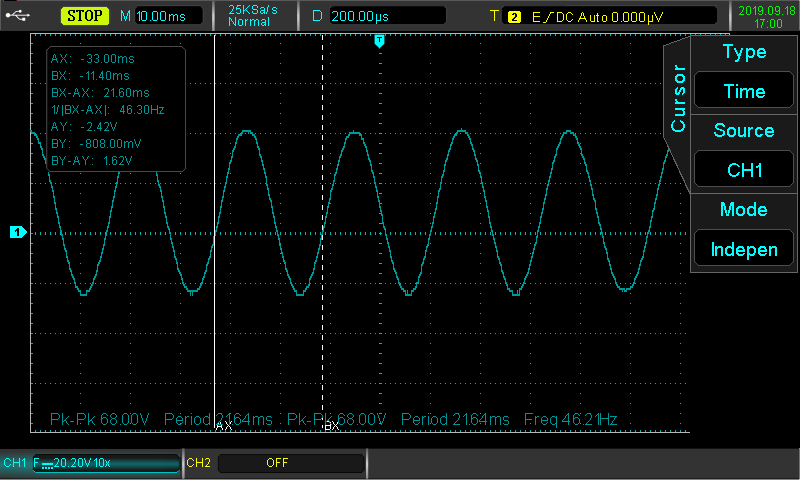 STOP M 10.00ms 25KSa/s Normal D 200.00µs T 2 E DC Auto 0.000µV 2019.09.18 17:00
T
AX: -33.00ms
BX: -11.40ms
BX-AX: 21.60ms
1/|BX-AX|: 46.30Hz
AY: -2.42V
BY: -808.00mV
BY-AY: 1.62V
1
Cursor
Type
Time
Source
CH1
Mode
Indepen
Pk-Pk 68.00V Period 21.64ms Pk-Pk 68.00V Period 21.64ms Freq 46.21Hz
AX BX
CH1 F 20.20V 10x CH2 OFF